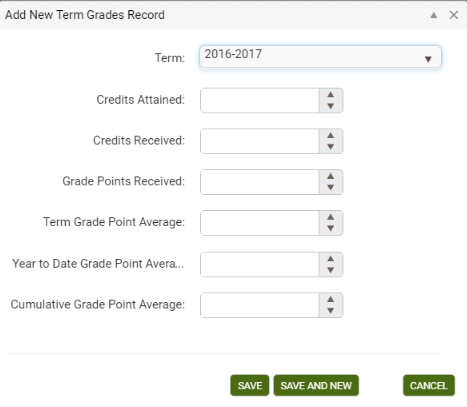 Add New Term Grades Record
Term: 2016-2017
Credits Attained:
Credits Received:
Grade Points Received:
Term Grade Point Average:
Year to Date Grade Point Avera...
Cumulative Grade Point Average:
SAVE SAVE AND NEW CANCEL